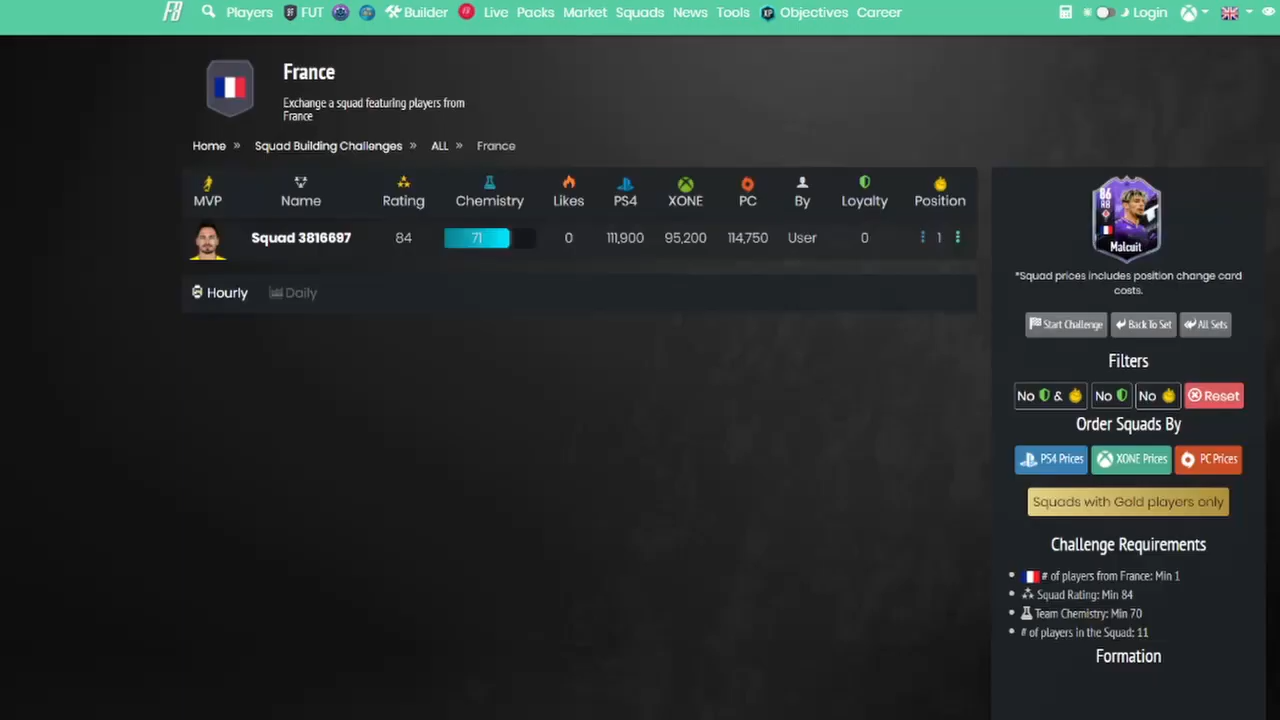 FB Players FUT Builder Live Packs Market Squads News Tools Objectives Career Login
France
Exchange a squad featuring players from
France
Home » Squad Building Challenges » ALL » France
MVP Name Rating Chemistry Likes PS4 XONE PC By Loyalty Position
Squad 3816697 84 71 0 111,900 95,200 114,750 User 0 1
Hourly Daily
86
RB
Malcuit
*Squad prices includes position change card
costs.
Start Challenge Back To Set All Sets
Filters
No & No No Reset
Order Squads By
PS4 Prices XONE Prices PC Prices
Squads with Gold players only
Challenge Requirements
# of players from France: Min 1
Squad Rating: Min 84
Team Chemistry: Min 70
# of players in the Squad: 11
Formation